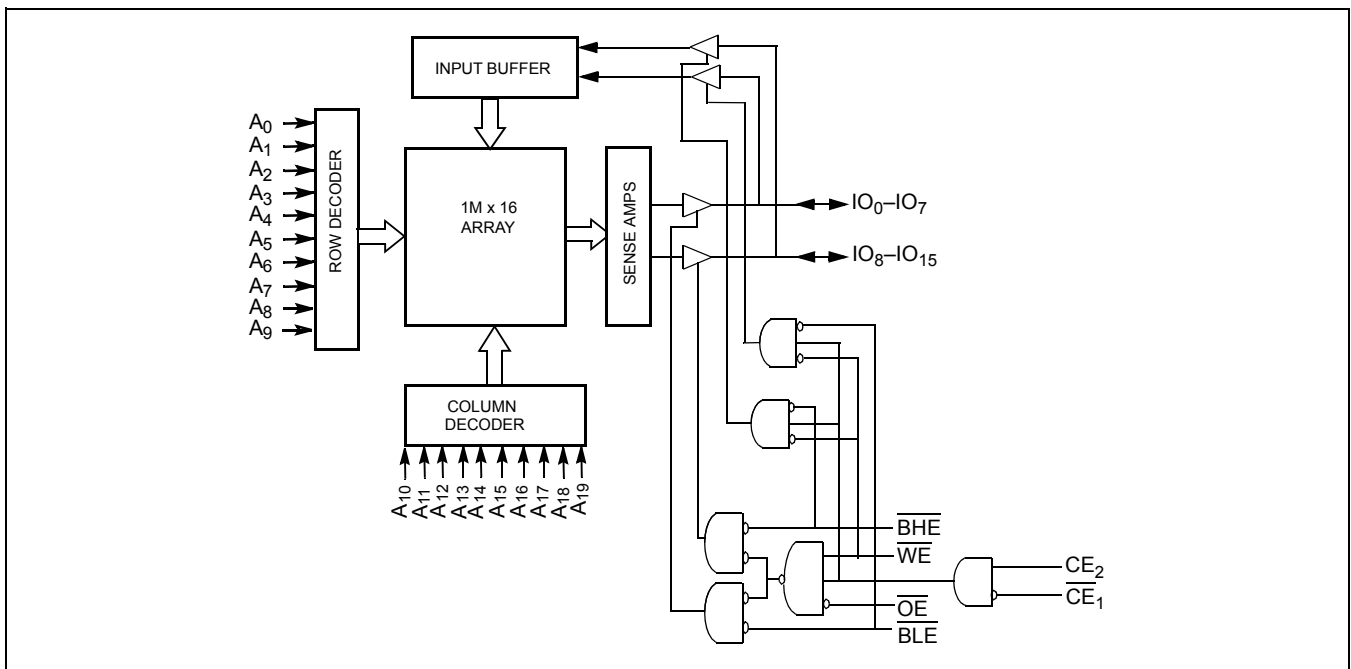 INPUT BUFFER
A0
A1
A2
A3
A4
A5
A6
A7
A8
A9
ROW DECODER
1M x 16
ARRAY
SENSE AMPS
IO0–IO7
IO8–IO15
COLUMN
DECODER
A10
A11
A12
A13
A14
A15
A16
A17
A18
A19
BHE
WE
OE
BLE
CE2
CE1